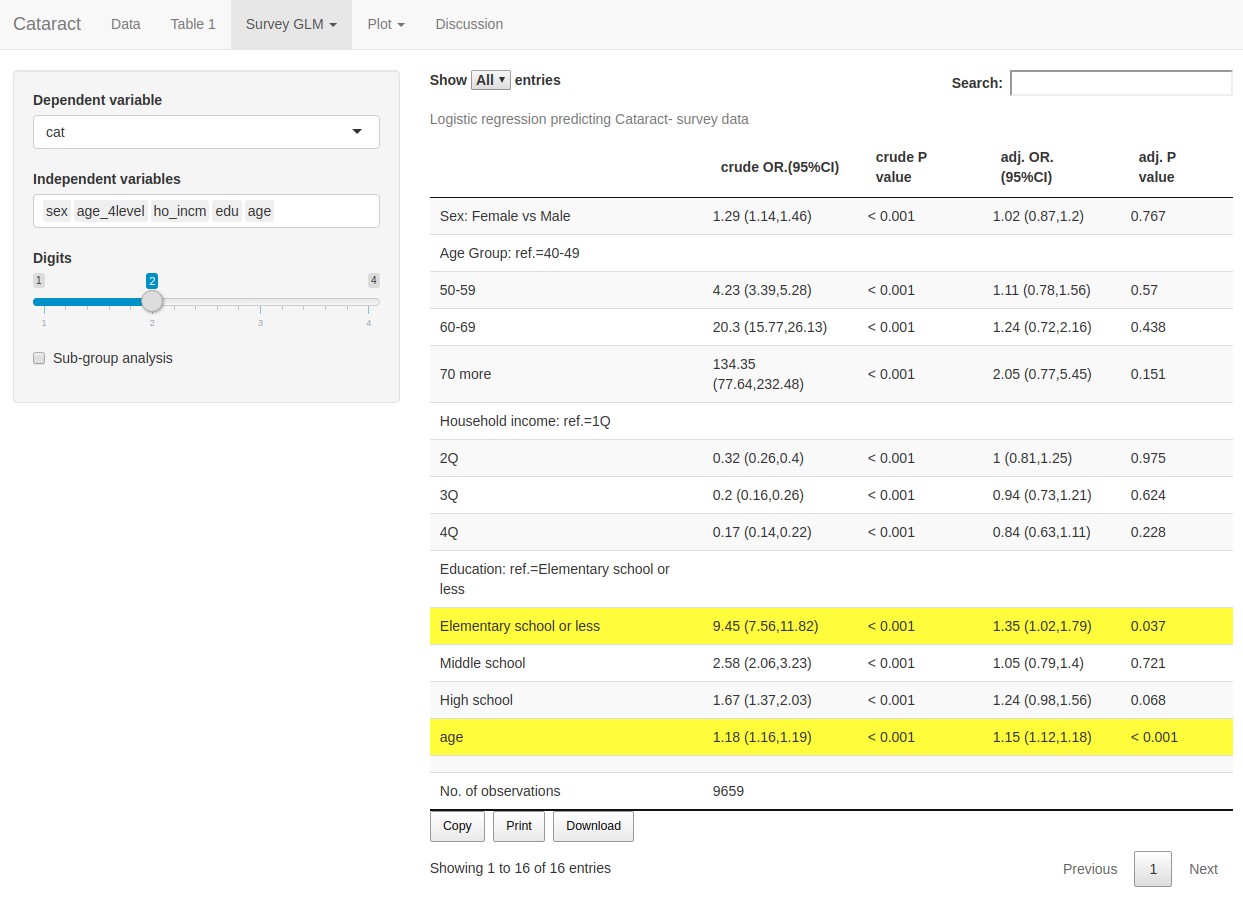 Cataract Data Table 1 Survey GLM Plot Discussion
Dependent variable
cat
Independent variables
sex age_4level ho_incm edu age
Digits
1 2 4
1 2 3 4
Sub-group analysis
Show All entries
Search:
Logistic regression predicting Cataract- survey data
crude OR.(95%CI) crude P value adj. OR. (95%CI) adj. P value
Sex: Female vs Male 1.29 (1.14,1.46) < 0.001 1.02 (0.87,1.2) 0.767
Age Group: ref.=40-49
50-59 4.23 (3.39,5.28) < 0.001 1.11 (0.78,1.56) 0.57
60-69 20.3 (15.77,26.13) < 0.001 1.24 (0.72,2.16) 0.438
70 more 134.35 (77.64,232.48) < 0.001 2.05 (0.77,5.45) 0.151
Household income: ref.=1Q
2Q 0.32 (0.26,0.4) < 0.001 1 (0.81,1.25) 0.975
3Q 0.2 (0.16,0.26) < 0.001 0.94 (0.73,1.21) 0.624
4Q 0.17 (0.14,0.22) < 0.001 0.84 (0.63,1.11) 0.228
Education: ref.=Elementary school or
less
Elementary school or less 9.45 (7.56,11.82) < 0.001 1.35 (1.02,1.79) 0.037
Middle school 2.58 (2.06,3.23) < 0.001 1.05 (0.79,1.4) 0.721
High school 1.67 (1.37,2.03) < 0.001 1.24 (0.98,1.56) 0.068
age 1.18 (1.16,1.19) < 0.001 1.15 (1.12,1.18) < 0.001
No. of observations 9659
Copy Print Download
Showing 1 to 16 of 16 entries
Previous 1 Next